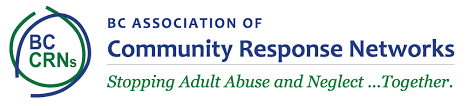 BC
CRNs
BC ASSOCIATION OF
Community Response Networks
Stopping Adult Abuse and Neglect ...Together.